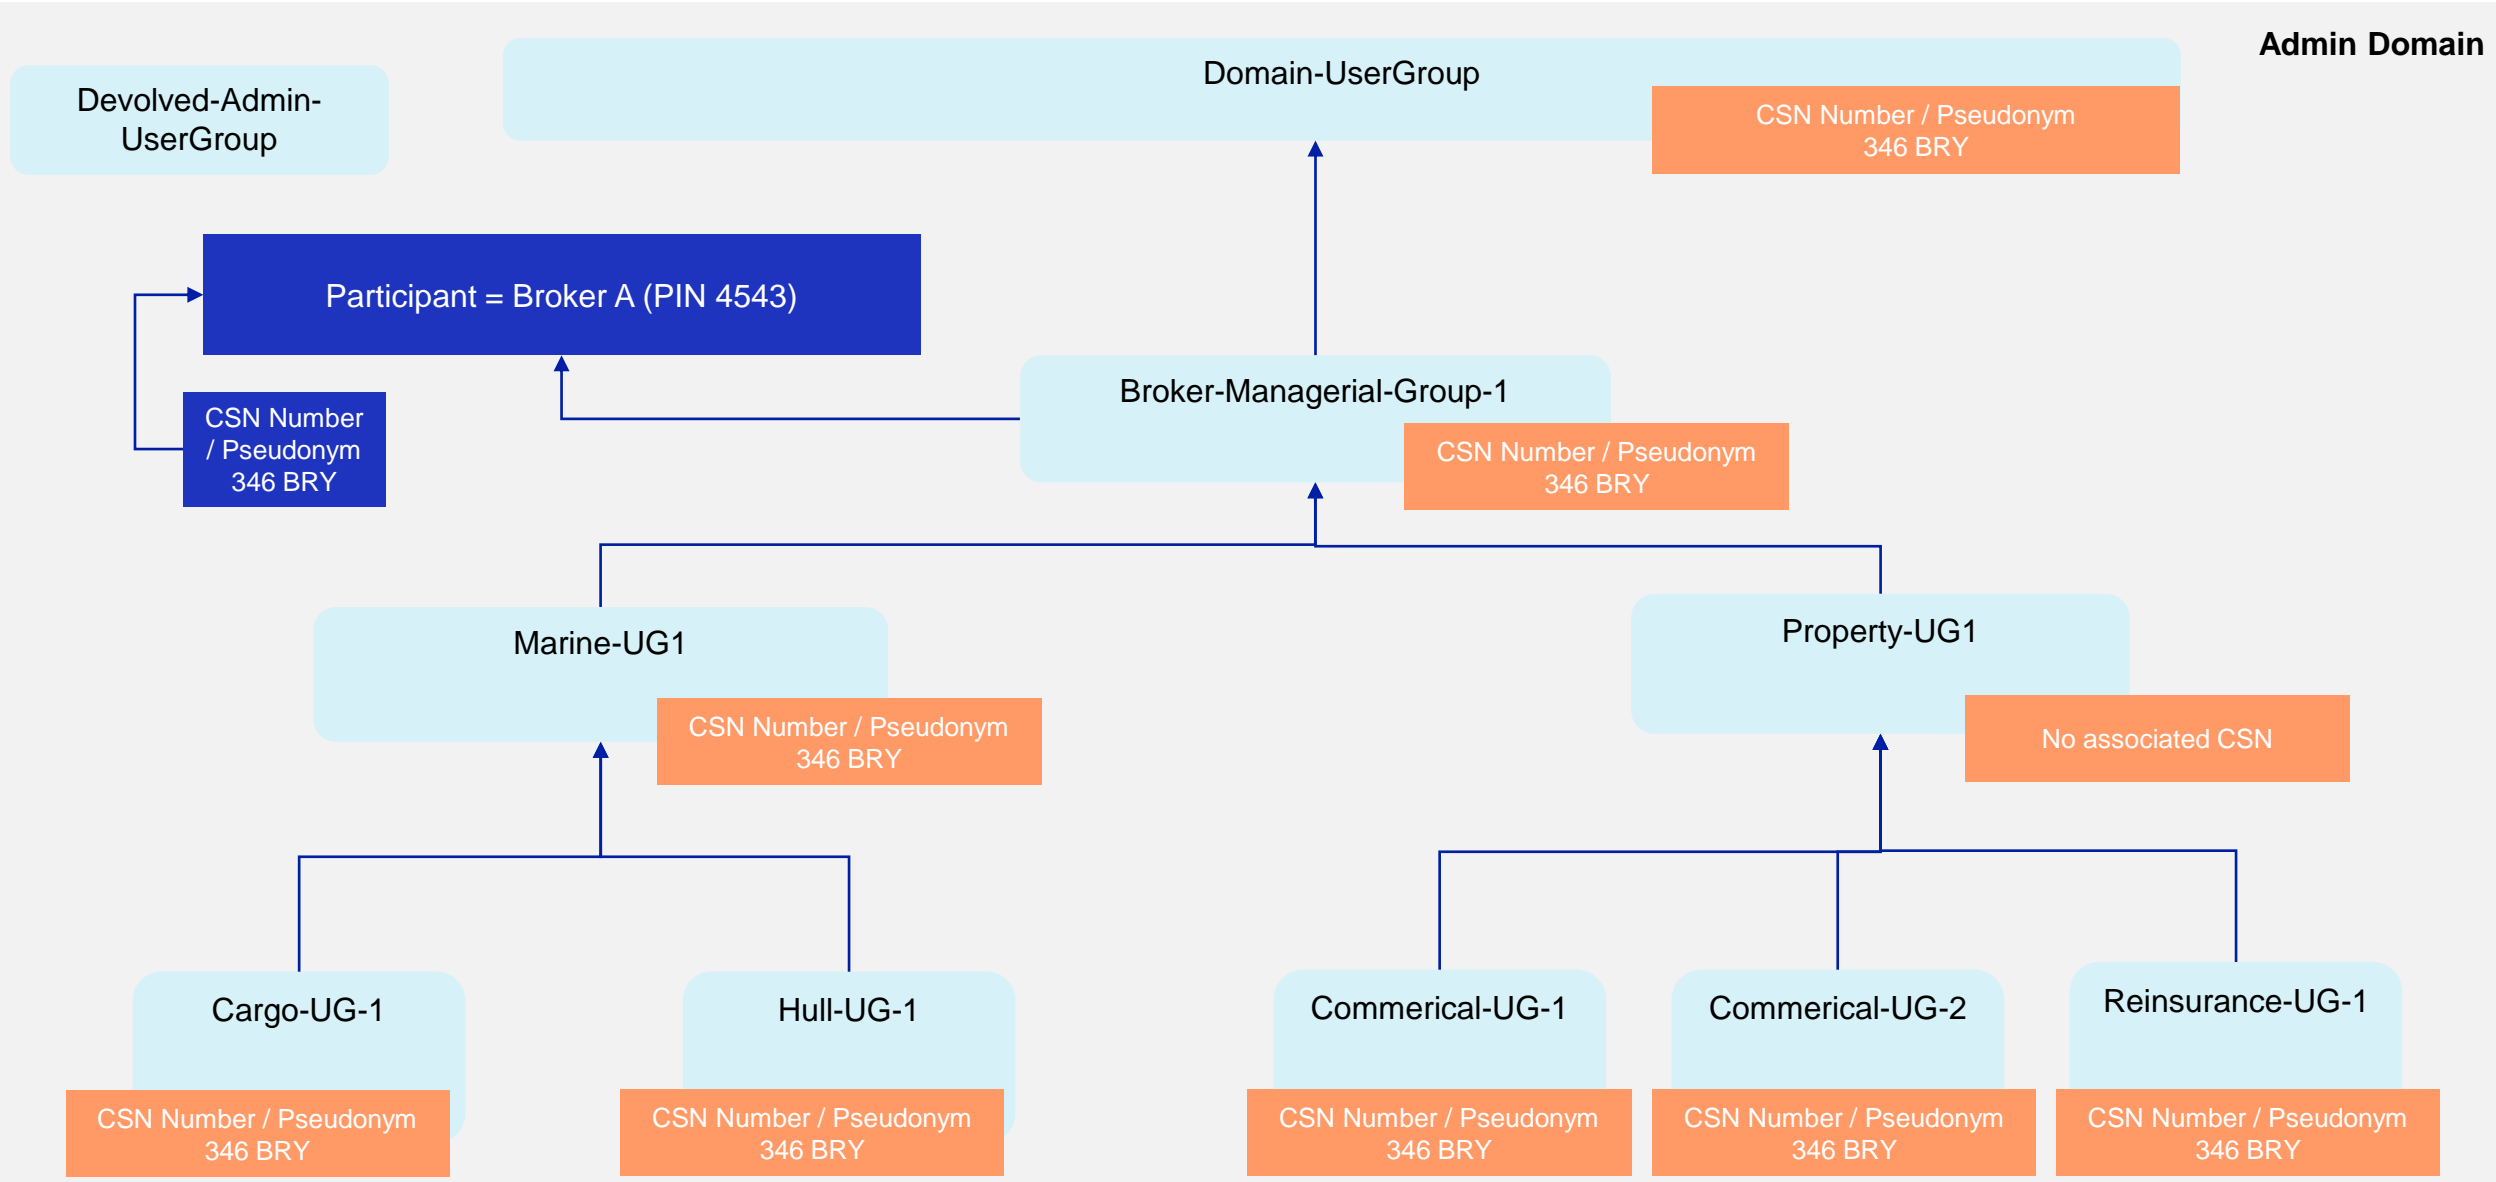 Admin Domain
Domain-UserGroup
Devolved-Admin-
UserGroup
CSN Number / Pseudonym
346 BRY
Participant = Broker A (PIN 4543)
Broker-Managerial-Group-1
CSN Number
/ Pseudonym
346 BRY
CSN Number / Pseudonym
346 BRY
Marine-UG1
Property-UG1
CSN Number / Pseudonym
346 BRY
No associated CSN
Cargo-UG-1
Hull-UG-1
Commerical-UG-1
Commerical-UG-2
Reinsurance-UG-1
CSN Number / Pseudonym
346 BRY
CSN Number / Pseudonym
346 BRY
CSN Number / Pseudonym
346 BRY
CSN Number / Pseudonym
346 BRY
CSN Number / Pseudonym
346 BRY